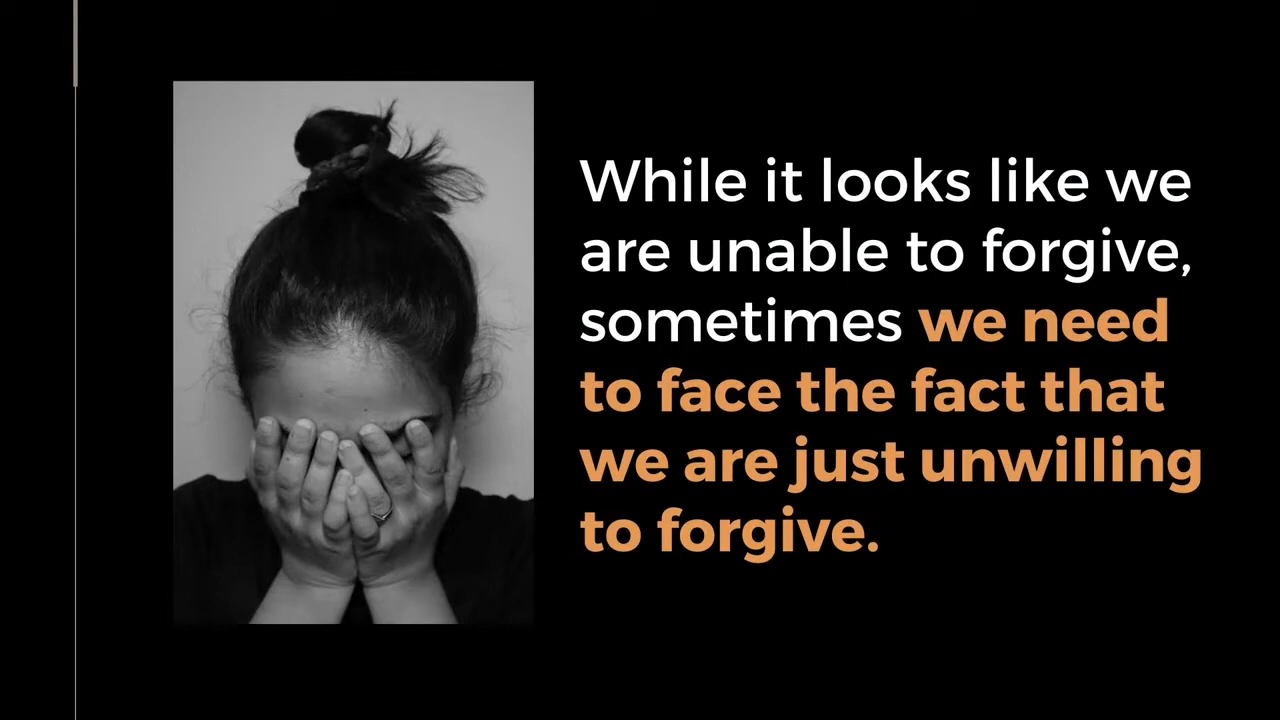 While it looks like we
are unable to forgive,
sometimes we need
to face the fact that
we are just unwilling
to forgive.